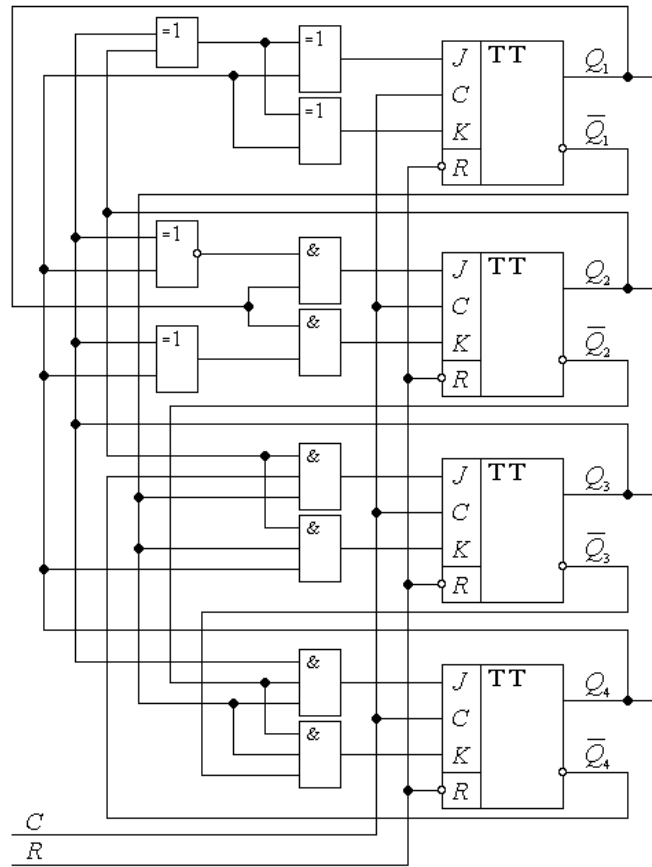 =1 =1 J TT Q₁
C
=1 K Q̅₁
R
=1 & J TT Q₂
C
=1 & K Q̅₂
R
& J TT Q₃
C
& K Q̅₃
R
& J TT Q₄
C
& K Q̅₄
R
C
R